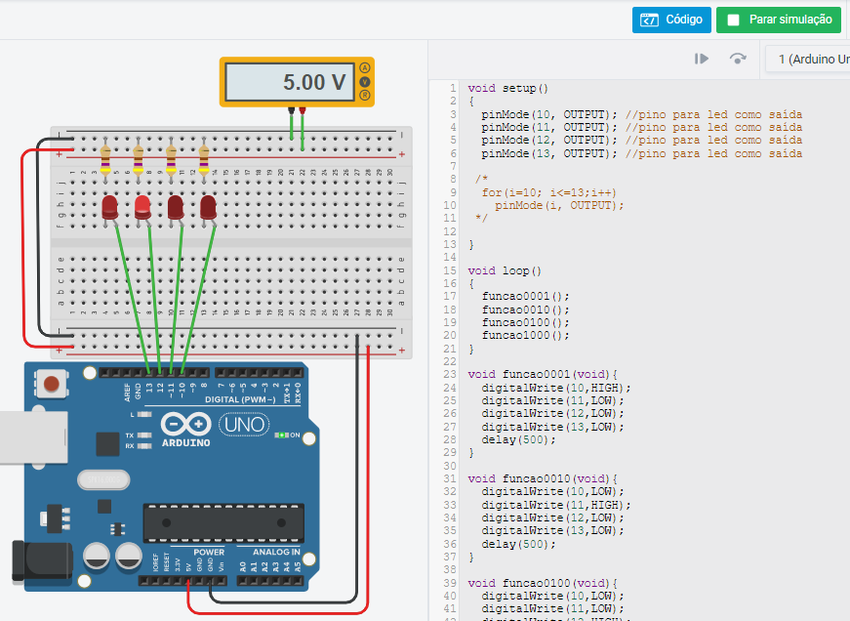 Código
Parar simulação
1 (Arduino Un
5.00 V
A
V
R
1 void setup()
2 {
3 pinMode(10, OUTPUT); //pino para led como saída
4 pinMode(11, OUTPUT); //pino para led como saída
5 pinMode(12, OUTPUT); //pino para led como saída
6 pinMode(13, OUTPUT); //pino para led como saída
7
8 /*
9 for(i=10; i<=13;i++)
10 pinMode(i, OUTPUT);
11 */
12
13 }
14
15 void loop()
16 {
17 funcao0001();
18 funcao0010();
19 funcao0100();
20 funcao1000();
21 }
22
23 void funcao0001(void){
24 digitalWrite(10,HIGH);
25 digitalWrite(11,LOW);
26 digitalWrite(12,LOW);
27 digitalWrite(13,LOW);
28 delay(500);
29 }
30
31 void funcao0010(void){
32 digitalWrite(10,LOW);
33 digitalWrite(11,HIGH);
34 digitalWrite(12,LOW);
35 digitalWrite(13,LOW);
36 delay(500);
37 }
38
39 void funcao0100(void){
40 digitalWrite(10,LOW);
41 digitalWrite(11,LOW);
AREF GND 13 12 ~11 ~10 ~9 8 7 ~6 ~5 4 ~3 2 TX→1 RX←0
DIGITAL (PWM~)
L
TX
RX
UNO
ON
ARDUINO
POWER
ANALOG IN
IOREF RESET 3.3V 5V GND GND Vin A0 A1 A2 A3 A4 A5